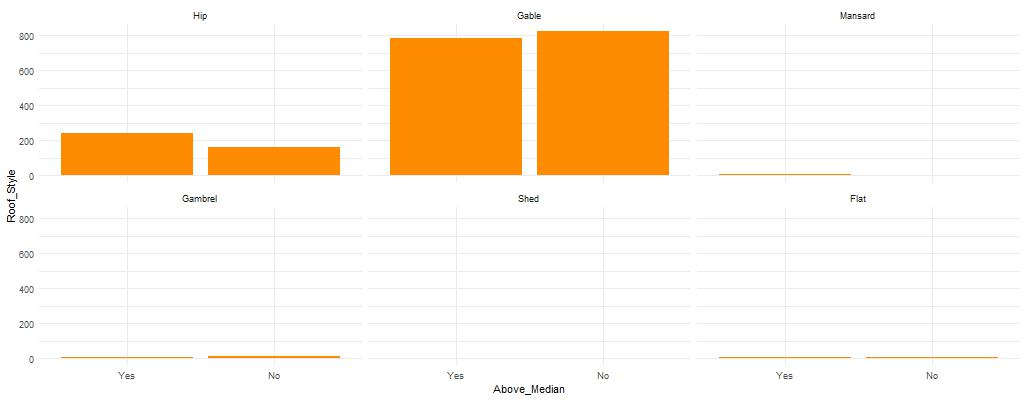 Hip Gable Mansard
800
600
400
200
0
Roof_Style
Gambrel Shed Flat
800
600
400
200
0
Yes No Yes No Yes No
Above_Median